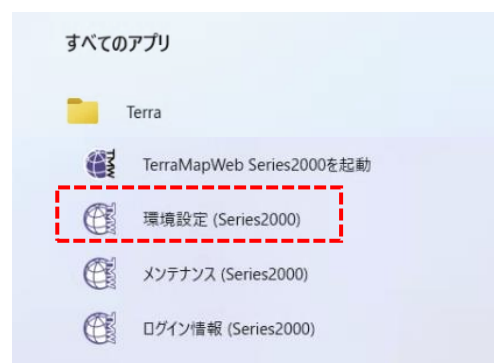 すべてのアプリ
Terra
TerraMapWeb Series2000を起動
環境設定 (Series2000)
メンテナンス (Series2000)
ログイン情報 (Series2000)